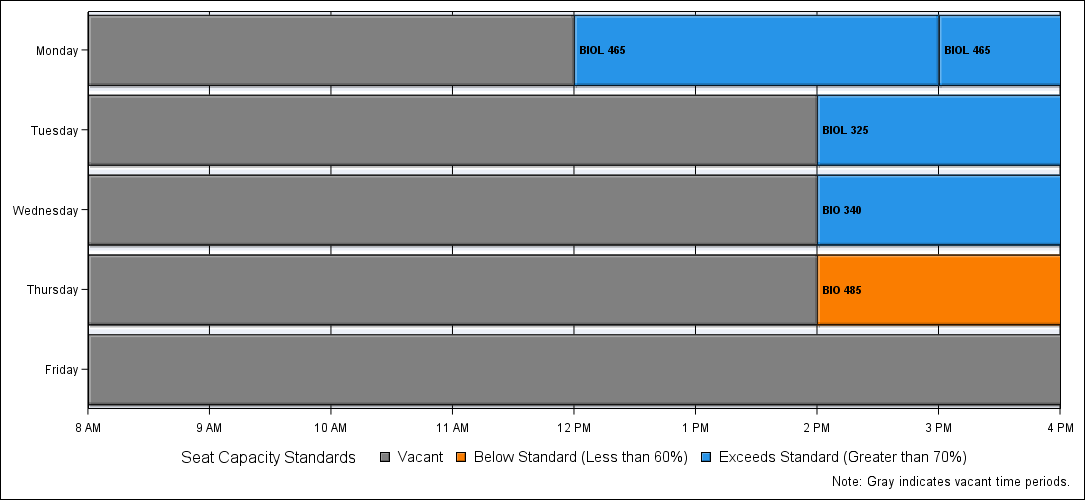 Monday
BIOL 465
BIOL 465
Tuesday
BIOL 325
Wednesday
BIO 340
Thursday
BIO 485
Friday
8 AM 9 AM 10 AM 11 AM 12 PM 1 PM 2 PM 3 PM 4 PM
Seat Capacity Standards Vacant Below Standard (Less than 60%) Exceeds Standard (Greater than 70%)
Note: Gray indicates vacant time periods.